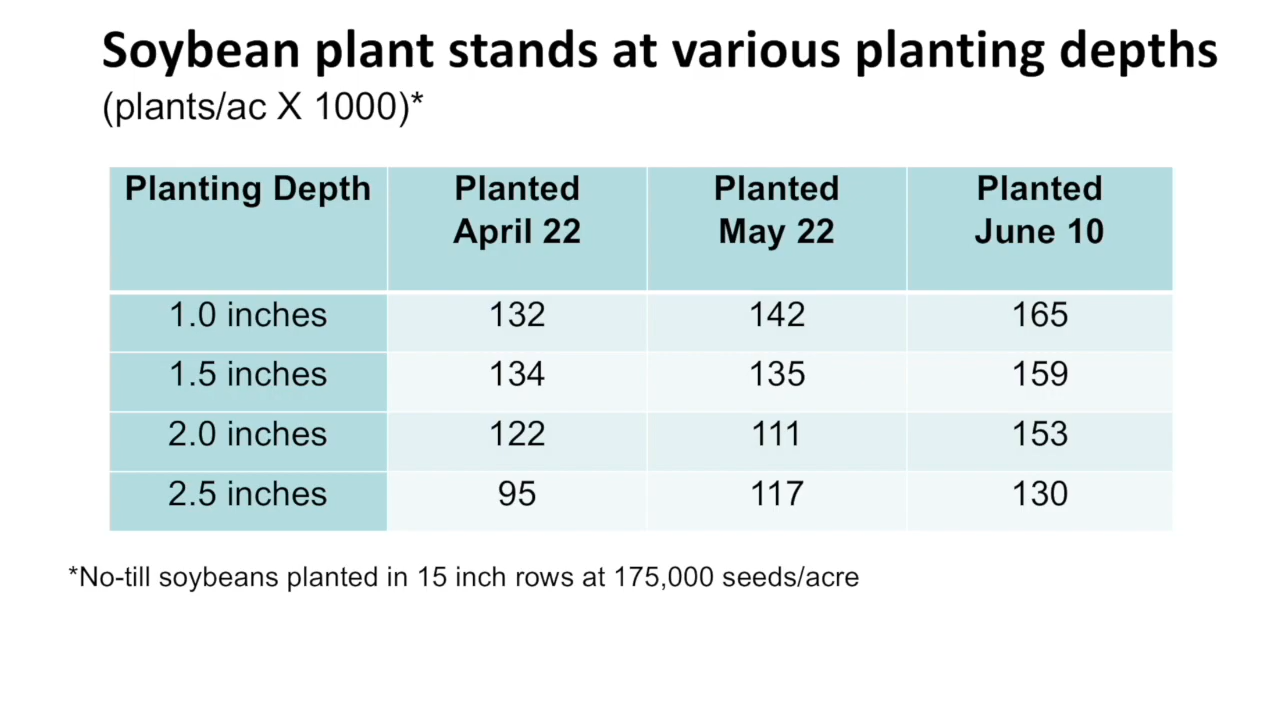 Soybean plant stands at various planting depths
(plants/ac X 1000)*
Planting Depth Planted April 22 Planted May 22 Planted June 10
1.0 inches 132 142 165
1.5 inches 134 135 159
2.0 inches 122 111 153
2.5 inches 95 117 130
*No-till soybeans planted in 15 inch rows at 175,000 seeds/acre